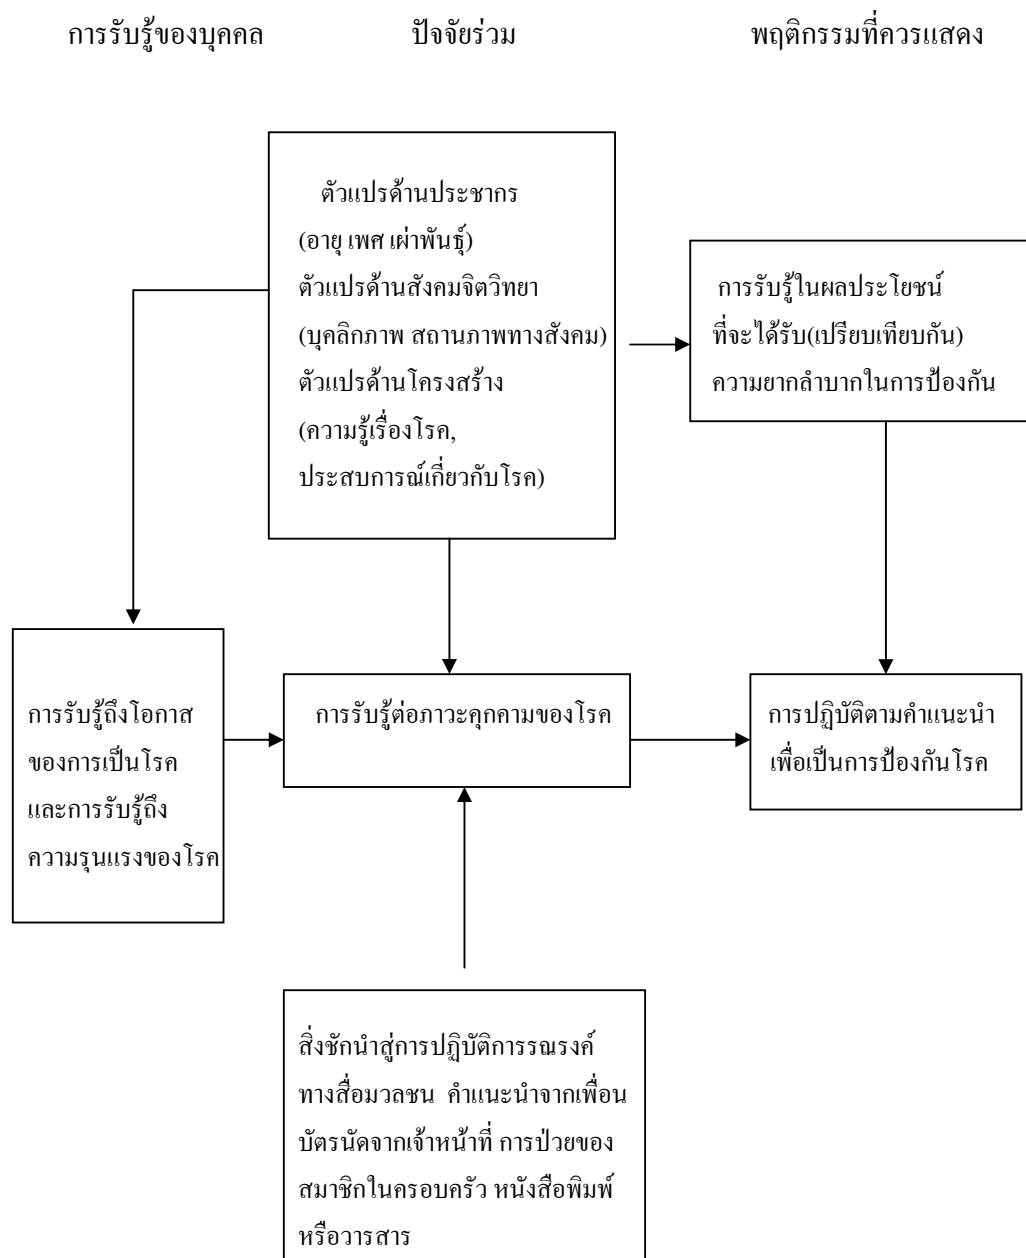 การรับรู้ของบุคคล
ปัจจัยร่วม
พฤติกรรมที่ควรแสดง
ตัวแปรด้านประชากร
(อายุ เพศ เผ่าพันธุ์)
ตัวแปรด้านสังคมจิตวิทยา
(บุคลิกภาพ สถานภาพทางสังคม)
ตัวแปรด้านโครงสร้าง
(ความรู้เรื่องโรค,
ประสบการณ์เกี่ยวกับโรค)
การรับรู้ในผลประโยชน์
ที่จะได้รับ(เปรียบเทียบกัน)
ความยากลำบากในการป้องกัน
การรับรู้ถึงโอกาส
ของการเป็นโรค
และการรับรู้ถึง
ความรุนแรงของโรค
การรับรู้ต่อภาวะคุกคามของโรค
การปฏิบัติตามคำแนะนำ
เพื่อเป็นการป้องกันโรค
สิ่งชักนำสู่การปฏิบัติการรณรงค์
ทางสื่อมวลชน คำแนะนำจากเพื่อน
บัตรนัดจากเจ้าหน้าที่ การป่วยของ
สมาชิกในครอบครัว หนังสือพิมพ์
หรือวารสาร